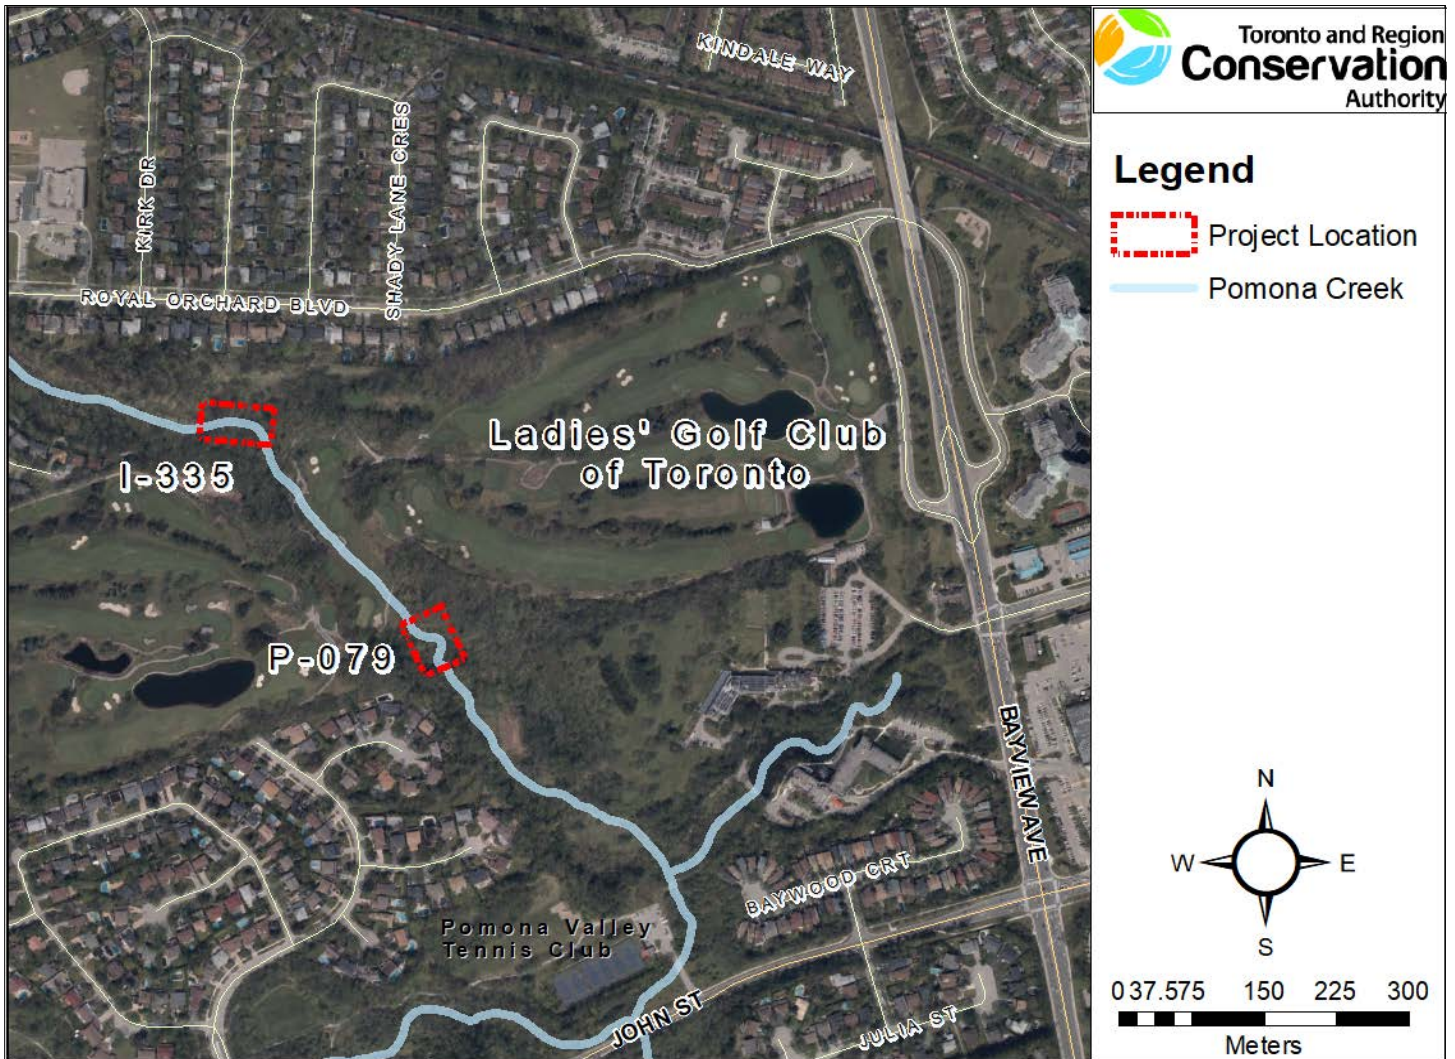 KINDALE WAY
KIRK DR
SHADY LANE CRES
ROYAL ORCHARD BLVD
Ladies' Golf Club
of Toronto
I-335
P-079
BAYVIEW AVE
BAYWOOD CRT
Pomona Valley
Tennis Club
JOHN ST
JULIA ST
Toronto and Region
Conservation
Authority
Legend
Project Location
Pomona Creek
N
W E
S
0 37.575 150 225 300
Meters